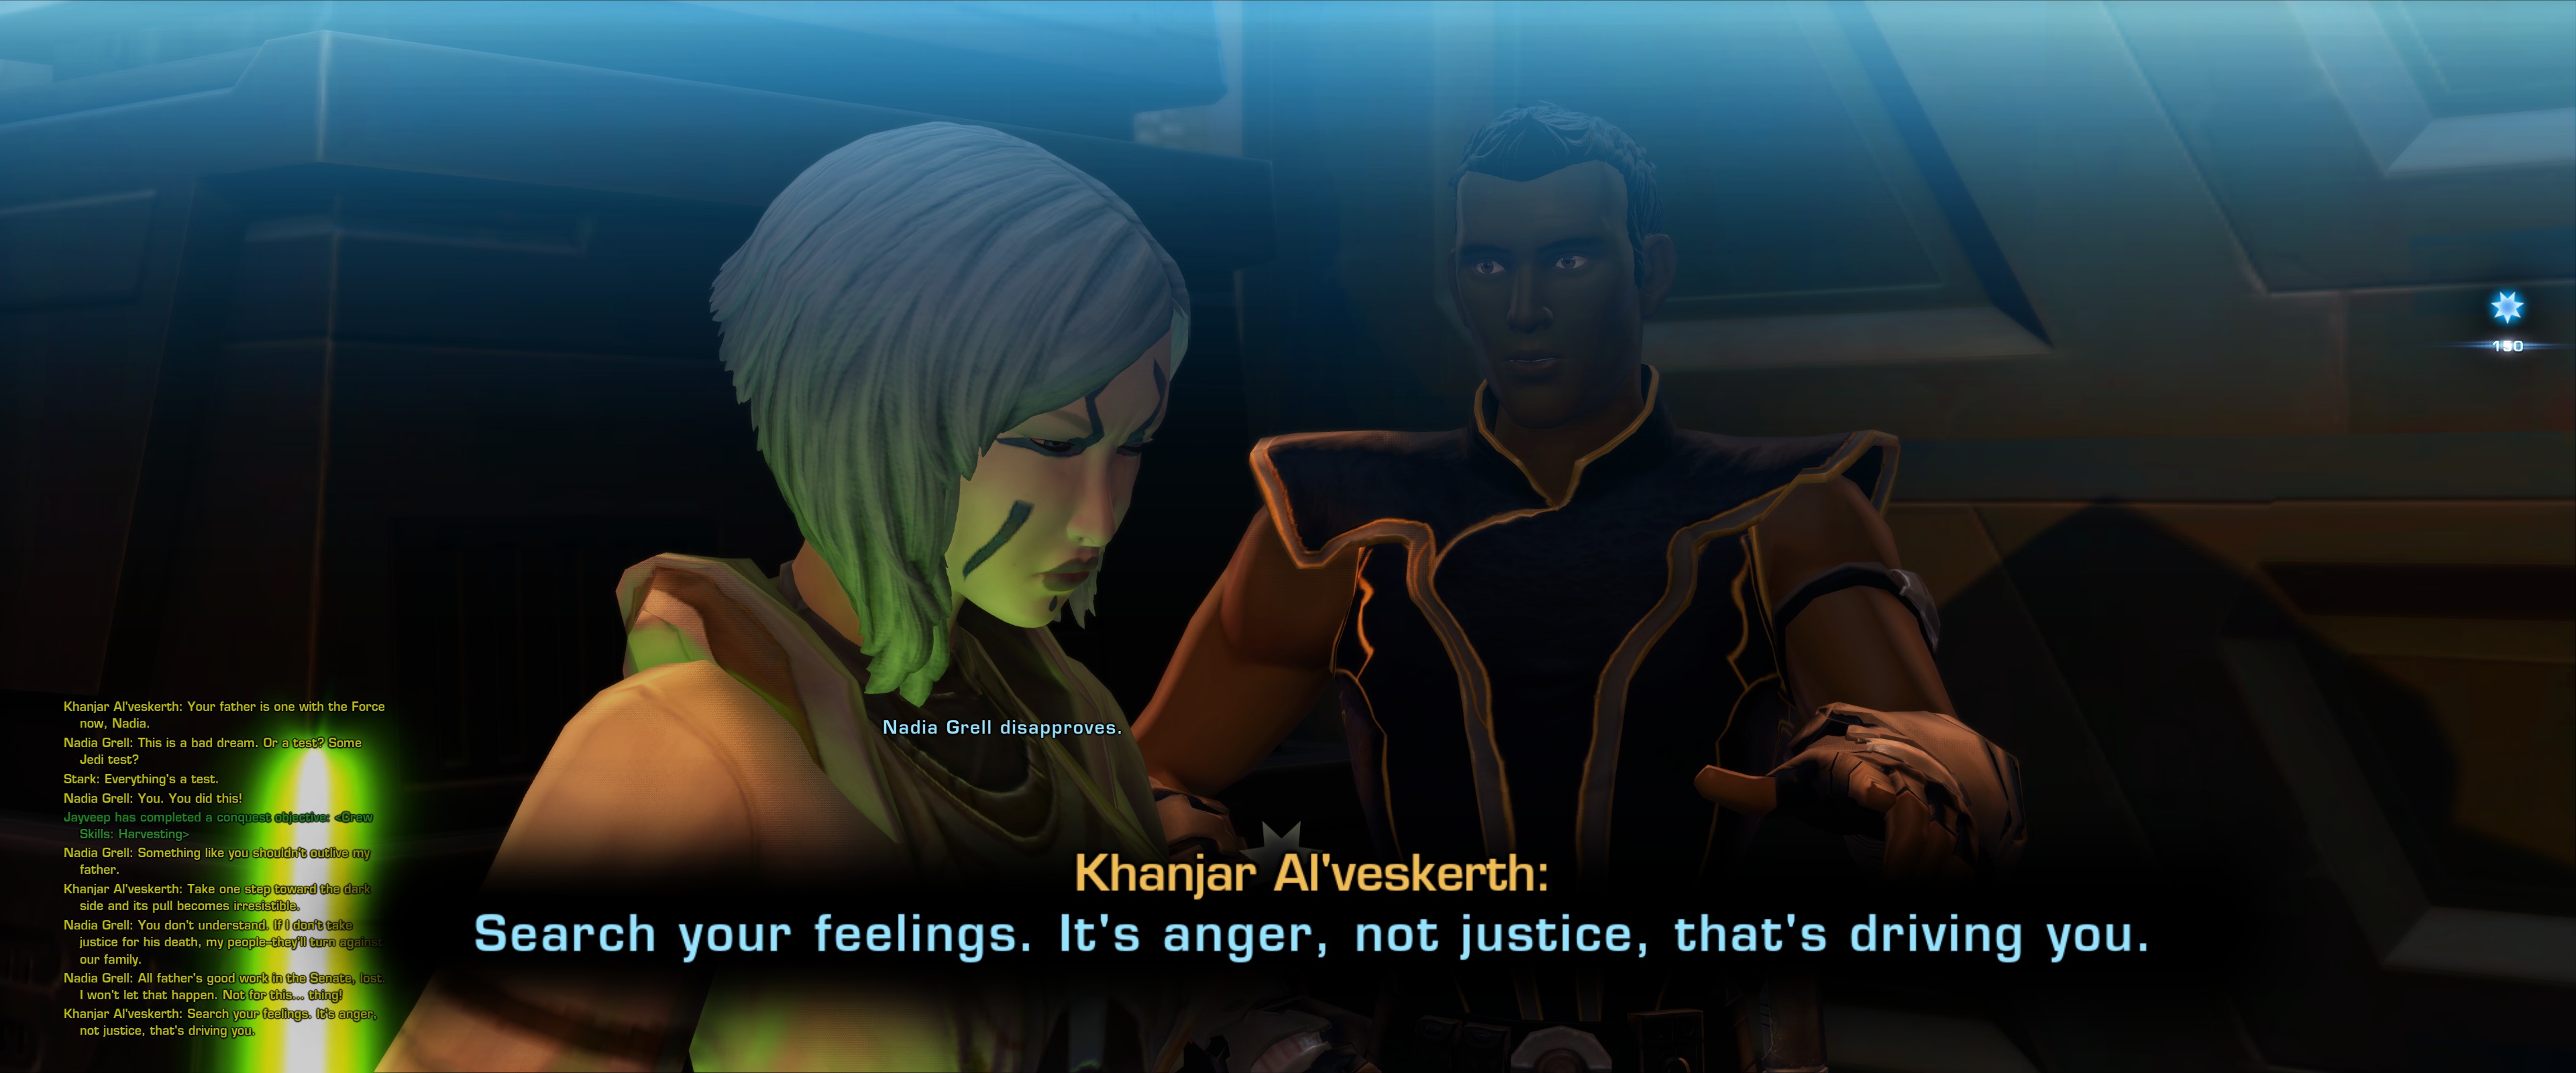 150
Nadia Grell disapproves.
Khanjar Al'veskerth: Your father is one with the Force
now, Nadia.
Nadia Grell: This is a bad dream. Or a test? Some
Jedi test?
Stark: Everything's a test.
Nadia Grell: You. You did this!
Jayveep has completed a conquest objective: <Crew
Skills: Harvesting>
Nadia Grell: Something like you shouldn't outlive my
father.
Khanjar Al'veskerth: Take one step toward the dark
side and its pull becomes irresistible.
Nadia Grell: You don't understand. If I don't take
justice for his death, my people-they'll turn against
our family.
Nadia Grell: All father's good work in the Senate, lost.
I won't let that happen. Not for this... thing!
Khanjar Al'veskerth: Search your feelings. It's anger,
not justice, that's driving you.
Khanjar Al'veskerth:
Search your feelings. It's anger, not justice, that's driving you.